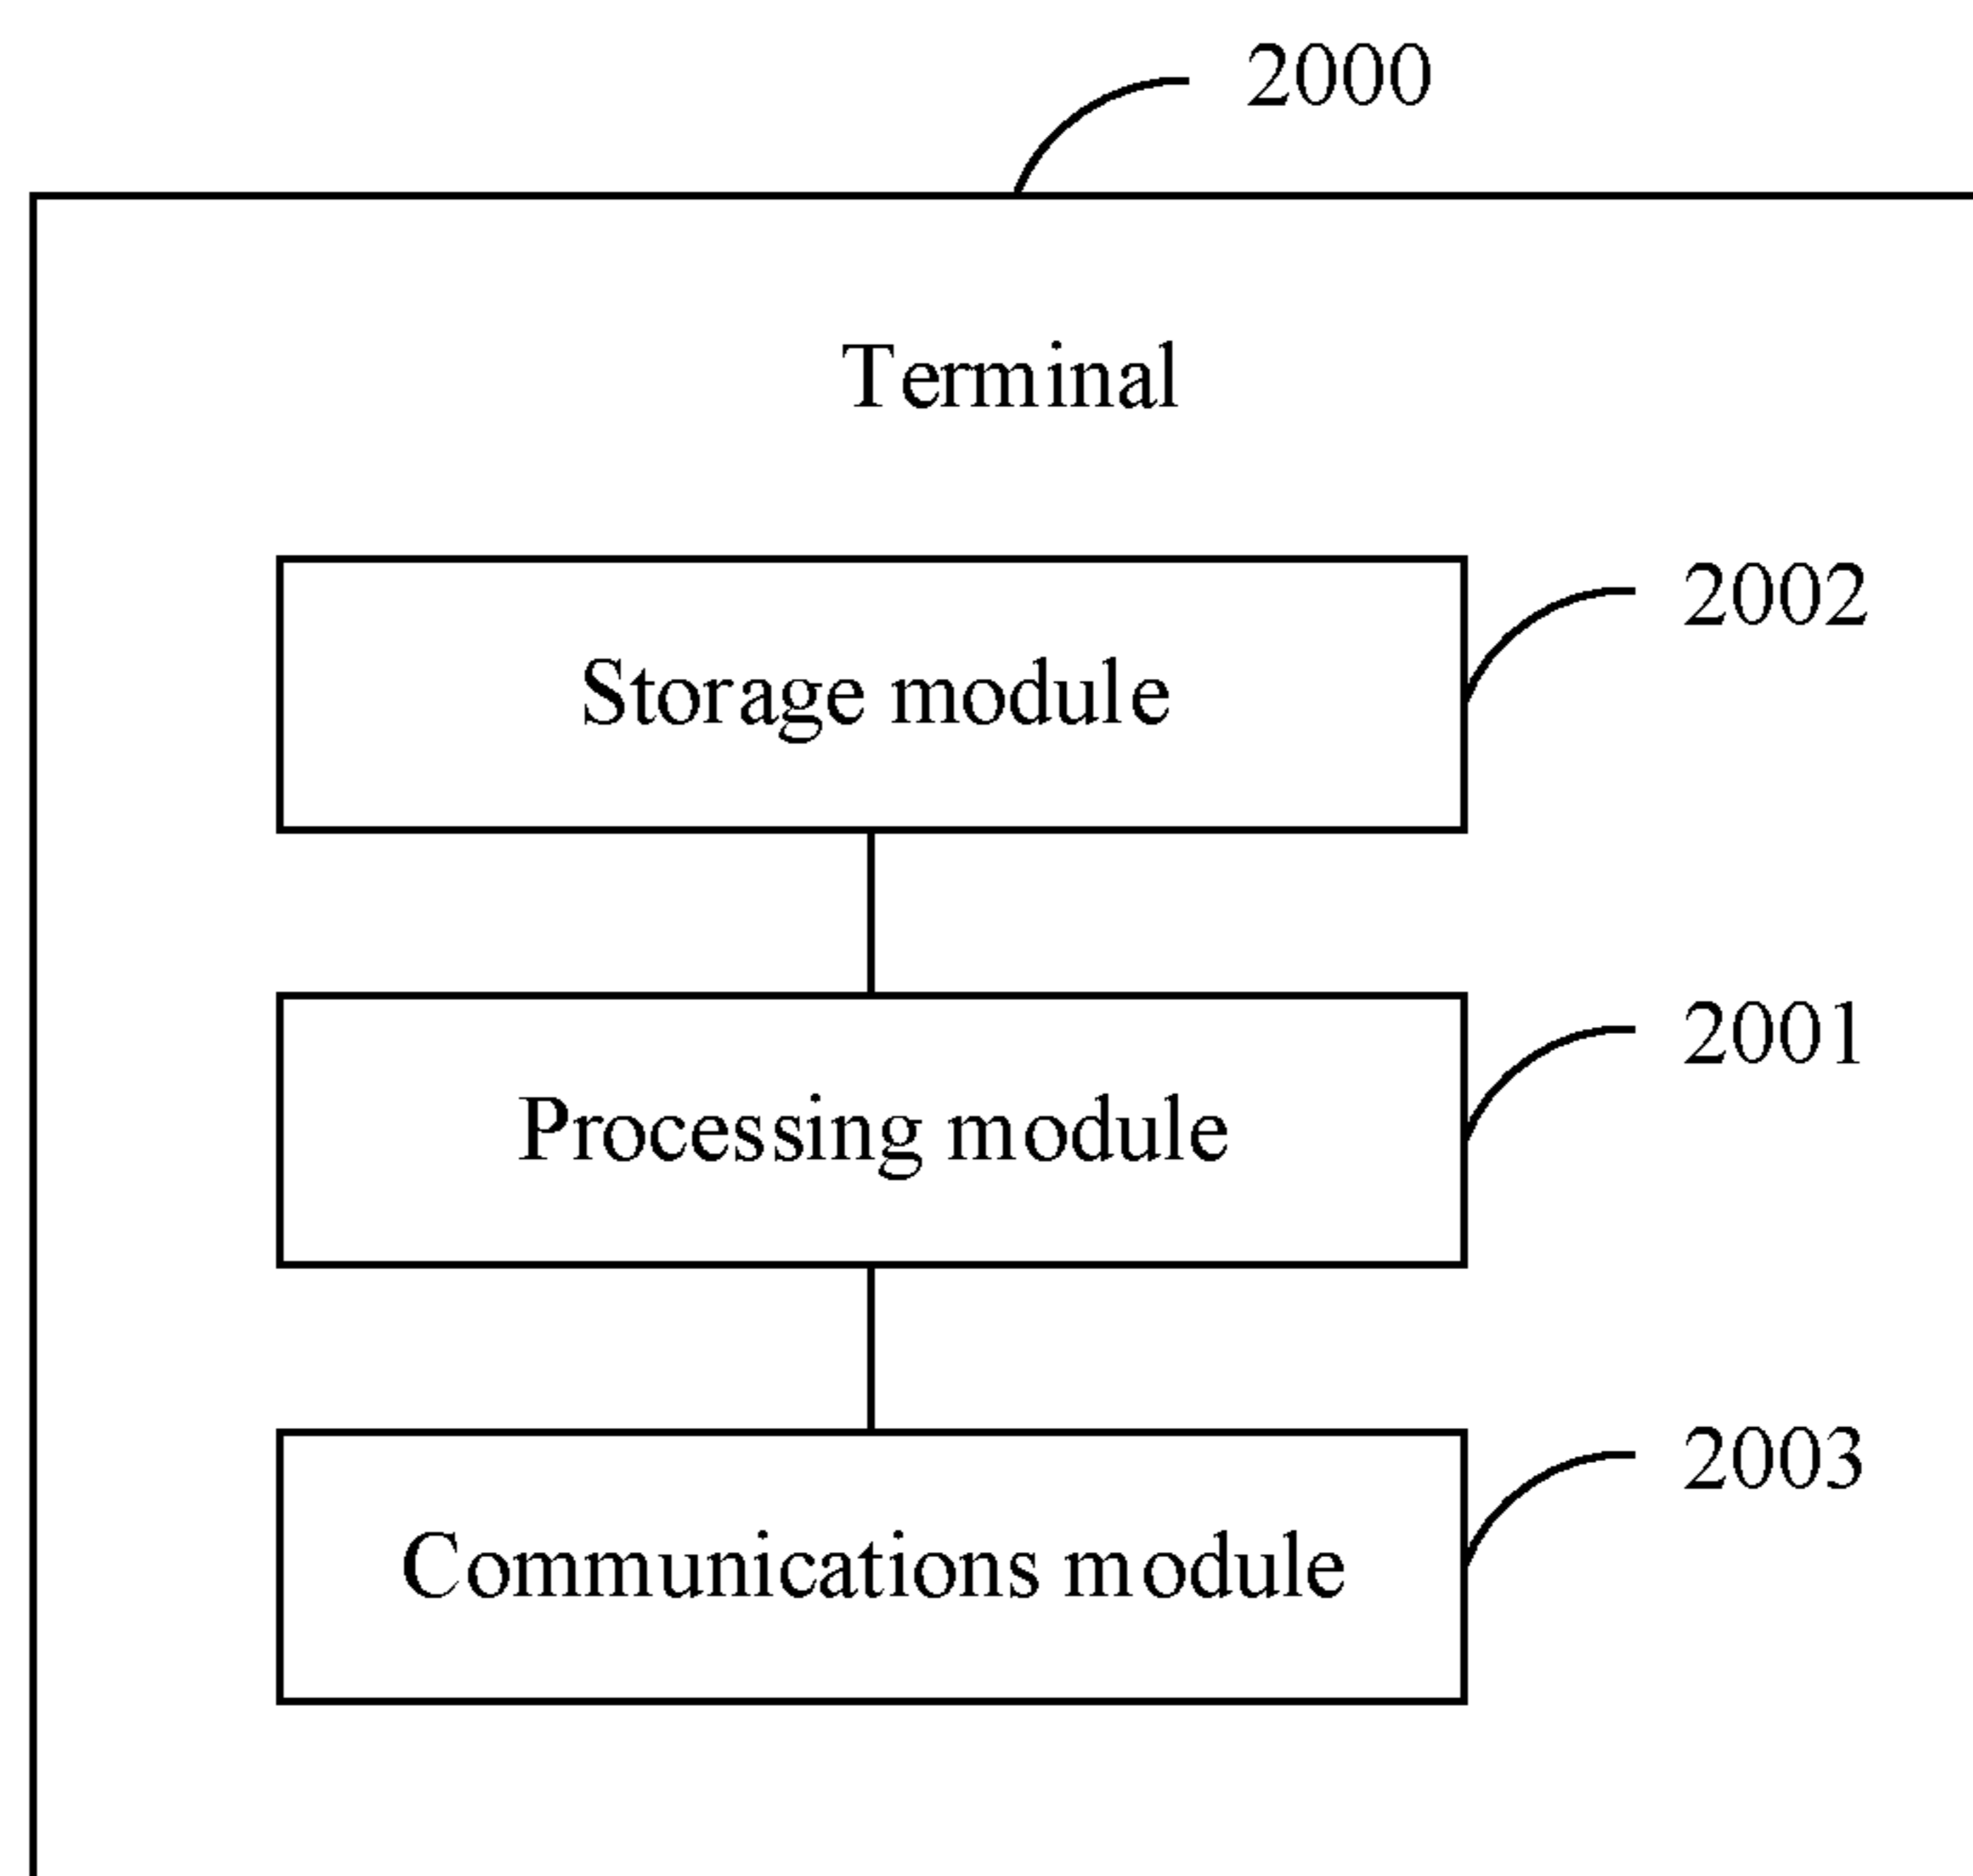 2000
Terminal
2002
Storage module
2001
Processing module
2003
Communications module